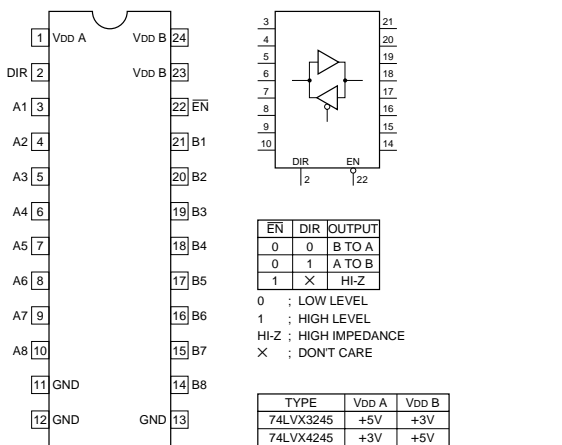 1 VDD A VDD B 24
DIR 2 VDD B 23
A1 3 22 EN
A2 4 21 B1
A3 5 20 B2
A4 6 19 B3
A5 7 18 B4
A6 8 17 B5
A7 9 16 B6
A8 10 15 B7
11 GND 14 B8
12 GND GND 13
3 21
4 20
5 19
6 18
7 17
8 16
9 15
10 14
DIR EN
2 22
EN DIR OUTPUT
0 0 B TO A
0 1 A TO B
1 × HI-Z
0 ; LOW LEVEL
1 ; HIGH LEVEL
HI-Z ; HIGH IMPEDANCE
× ; DON'T CARE
TYPE VDD A VDD B
74LVX3245 +5V +3V
74LVX4245 +3V +5V